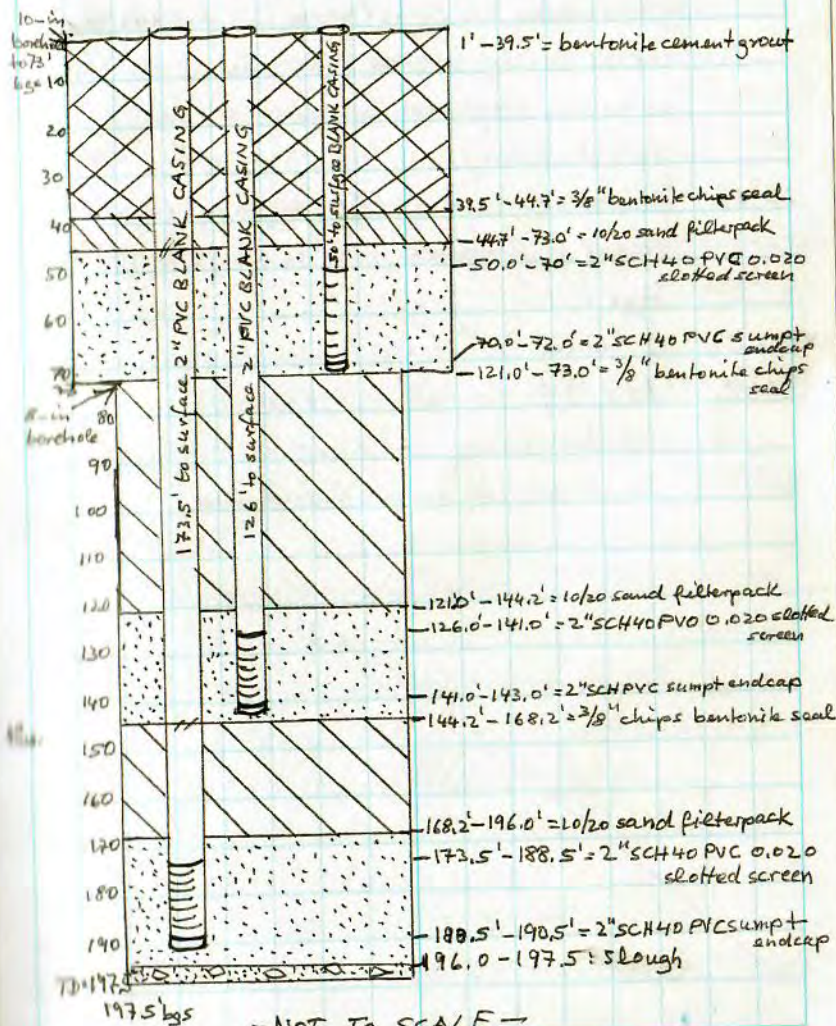 10-in
borehole
to 73'
bgs
1'-39.5' = bentonite cement grout
10
20
30
40
50
60
70
73
173.5' to surface 2" PVC BLANK CASING
126' to surface 2" PVC BLANK CASING
50' to surface BLANK CASING
39.5'-44.7' = 3/8" bentonite chips seal
44.7'-73.0' = 10/20 sand filterpack
50.0'-70' = 2" SCH40 PVC 0.020
slotted screen
70.0'-72.0' = 2" SCH40 PVC sump+
endcap
121.0'-73.0' = 3/8" bentonite chips
seal
8-in
borehole
80
90
100
110
120
130
140
150
160
170
180
190
121.0'-144.2' = 10/20 sand filterpack
126.0'-141.0' = 2" SCH40 PVC 0.020 slotted
screen
141.0'-143.0' = 2" SCH PVC sump+ endcap
144.2'-168.2' = 3/8" chips bentonite seal
168.2'-196.0' = 10/20 sand filterpack
173.5'-188.5' = 2" SCH40 PVC 0.020
slotted screen
188.5'-190.5' = 2" SCH40 PVC sump+
endcap
196.0-197.5: slough
TD=197.5
197.5' bgs
- NOT TO SCALE -